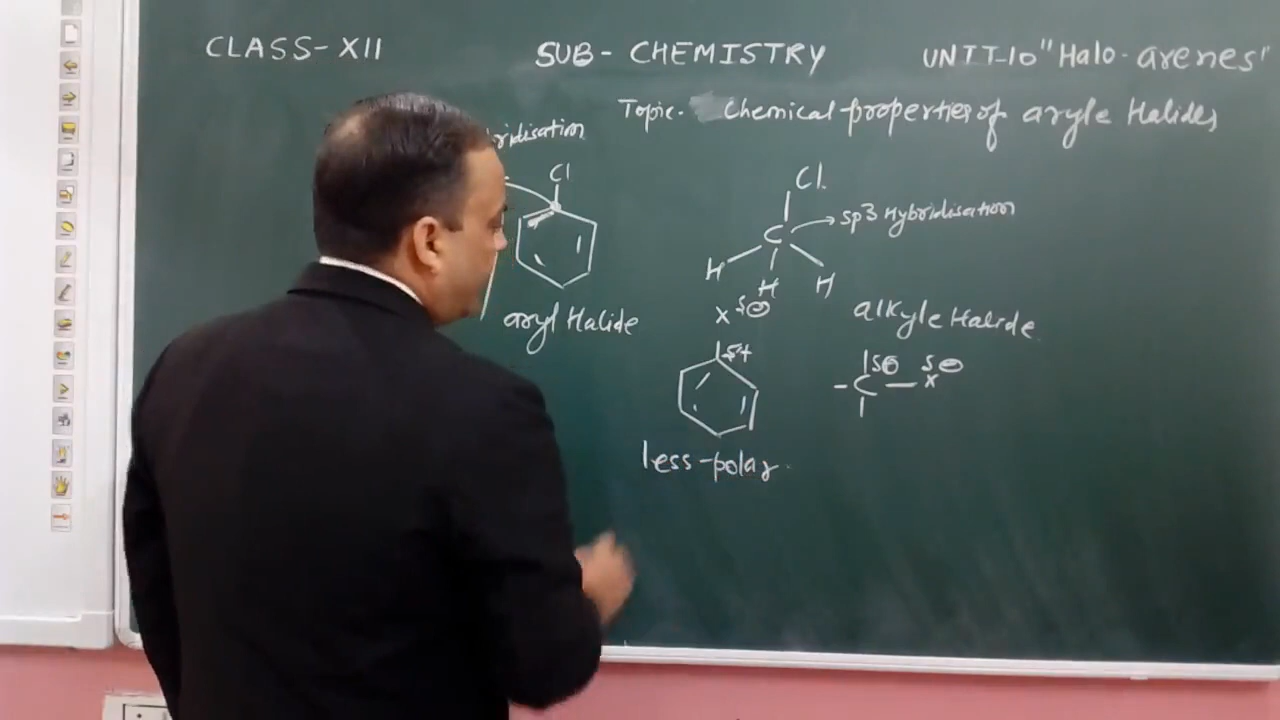 CLASS-XII SUB- CHEMISTRY UNIT-10 "Halo-arenes"
Topic- Chemical properties of aryle Halides
ridisation
Cl
Cl.
C → sp3 Hybridisation
H H H
aryl Halide
alkyle Halide
X δ⊖
δ+
- C δ⊕ — X δ⊖
less-polar